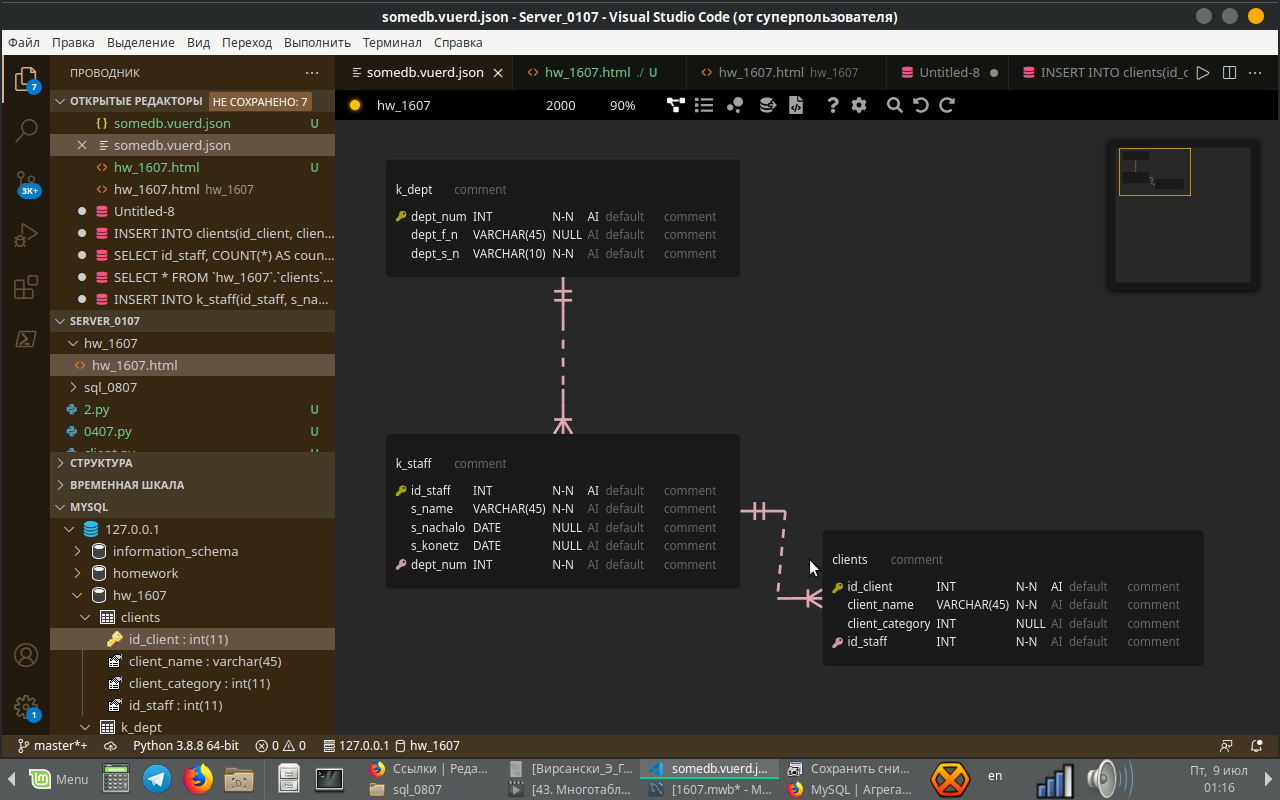 somedb.vuerd.json - Server_0107 - Visual Studio Code (от суперпользователя)
Файл Правка Выделение Вид Переход Выполнить Терминал Справка
ПРОВОДНИК
somedb.vuerd.json hw_1607.html ./ U hw_1607.html hw_1607 Untitled-8 INSERT INTO clients(id_c
ОТКРЫТЫЕ РЕДАКТОРЫ НЕ СОХРАНЕНО: 7
hw_1607 2000 90%
somedb.vuerd.json U
somedb.vuerd.json
hw_1607.html U
hw_1607.html hw_1607
Untitled-8
INSERT INTO clients(id_client, clien...
SELECT id_staff, COUNT(*) AS coun...
SELECT * FROM `hw_1607`.`clients`...
INSERT INTO k_staff(id_staff, s_na...
SERVER_0107
hw_1607
hw_1607.html
sql_0807
2.py U
0407.py U
СТРУКТУРА
ВРЕМЕННАЯ ШКАЛА
MYSQL
127.0.0.1
information_schema
homework
hw_1607
clients
id_client : int(11)
client_name : varchar(45)
client_category : int(11)
id_staff : int(11)
k_dept
7
3K+
1
k_dept comment
dept_num INT N-N AI default comment
dept_f_n VARCHAR(45) NULL AI default comment
dept_s_n VARCHAR(10) N-N AI default comment
k_staff comment
id_staff INT N-N AI default comment
s_name VARCHAR(45) N-N AI default comment
s_nachalo DATE NULL AI default comment
s_konetz DATE NULL AI default comment
dept_num INT N-N AI default comment
clients comment
id_client INT N-N AI default comment
client_name VARCHAR(45) N-N AI default comment
client_category INT NULL AI default comment
id_staff INT N-N AI default comment
master*+ Python 3.8.8 64-bit 0 0 127.0.0.1 hw_1607
Menu
Ссылки | Реда...
sql_0807
[Вирсански_Э_Г...
[43. Многотабл...
somedb.vuerd.j...
[1607.mwb* - M...
Сохранить сни...
MySQL | Агрега...
en
Пт, 9 июл
01:16